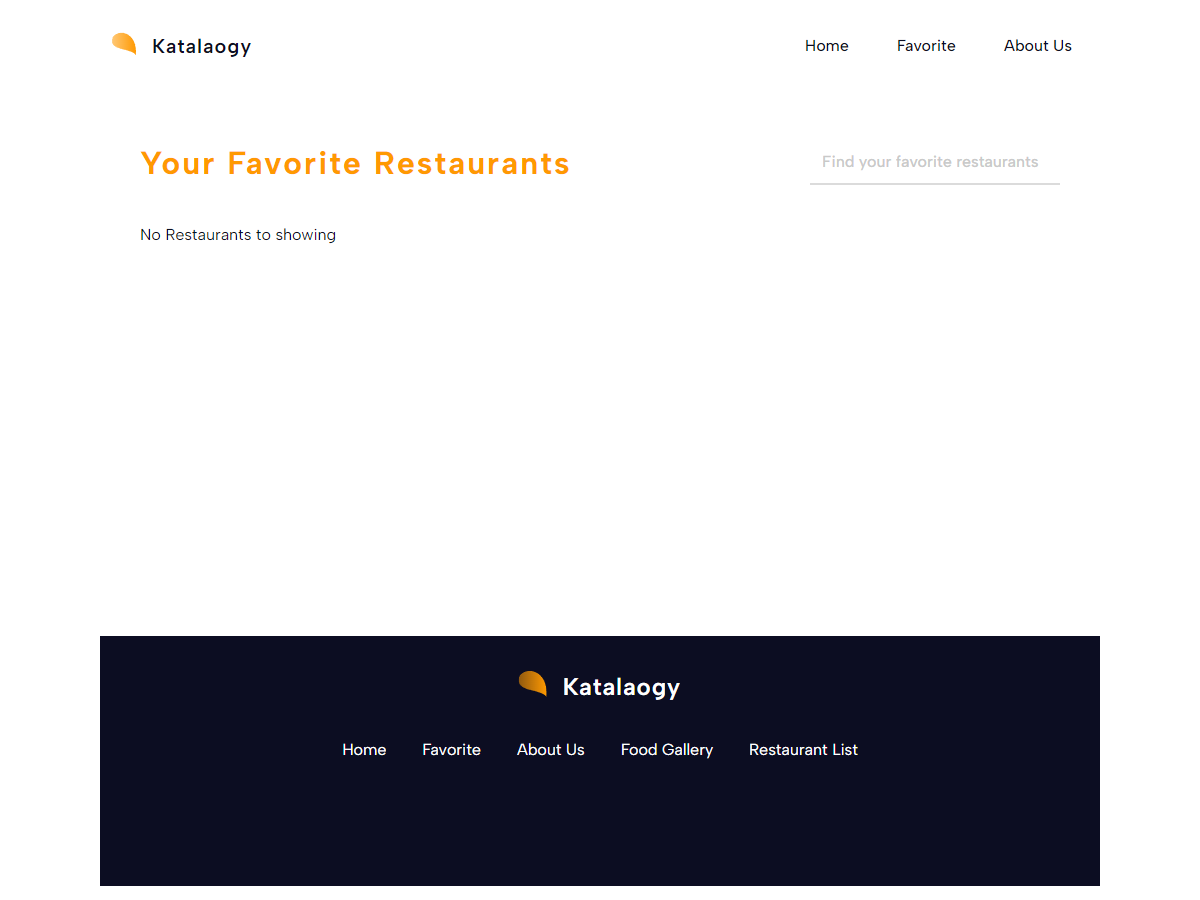 Katalaogy
Home Favorite About Us
Your Favorite Restaurants
Find your favorite restaurants
No Restaurants to showing
Katalaogy
Home Favorite About Us Food Gallery Restaurant List